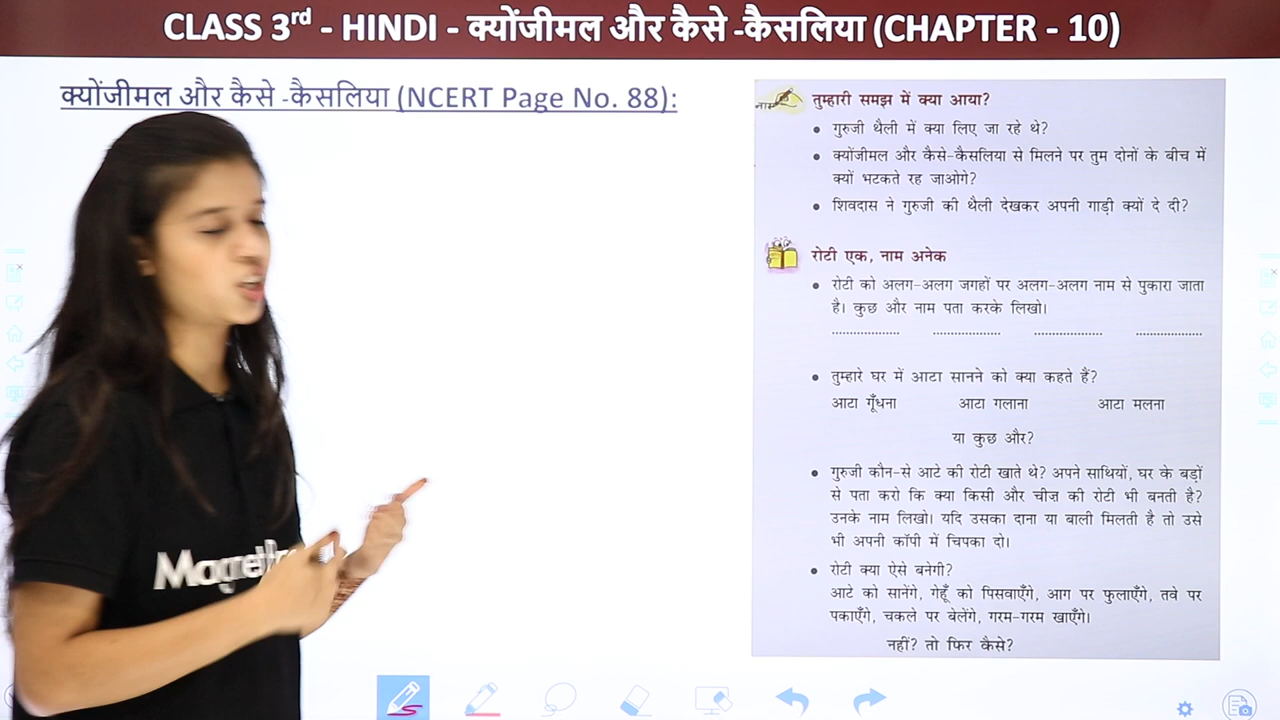 CLASS 3rd - HINDI - क्योंजीमल और कैसे -कैसलिया (CHAPTER - 10)
क्योंजीमल और कैसे -कैसलिया (NCERT Page No. 88):
तुम्हारी समझ में क्या आया?
• गुरुजी थैली में क्या लिए जा रहे थे?
• क्योंजीमल और कैसे-कैसलिया से मिलने पर तुम दोनों के बीच में
क्यों भटकते रह जाओगे?
• शिवदास ने गुरुजी की थैली देखकर अपनी गाड़ी क्यों दे दी?
रोटी एक, नाम अनेक
• रोटी को अलग-अलग जगहों पर अलग-अलग नाम से पुकारा जाता
है। कुछ और नाम पता करके लिखो।
.................... .................... .................... ....................
• तुम्हारे घर में आटा सानने को क्या कहते हैं?
आटा गूँधना आटा गलाना आटा मलना
या कुछ और?
• गुरुजी कौन-से आटे की रोटी खाते थे? अपने साथियों, घर के बड़ों
से पता करो कि क्या किसी और चीज़ की रोटी भी बनती है?
उनके नाम लिखो। यदि उसका दाना या बाली मिलती है तो उसे
भी अपनी कॉपी में चिपका दो।
• रोटी क्या ऐसे बनेगी?
आटे को सानेंगे, गेहूँ को पिसवाएँगे, आग पर फुलाएँगे, तवे पर
पकाएँगे, चकले पर बेलेंगे, गरम-गरम खाएँगे।
नहीं? तो फिर कैसे?